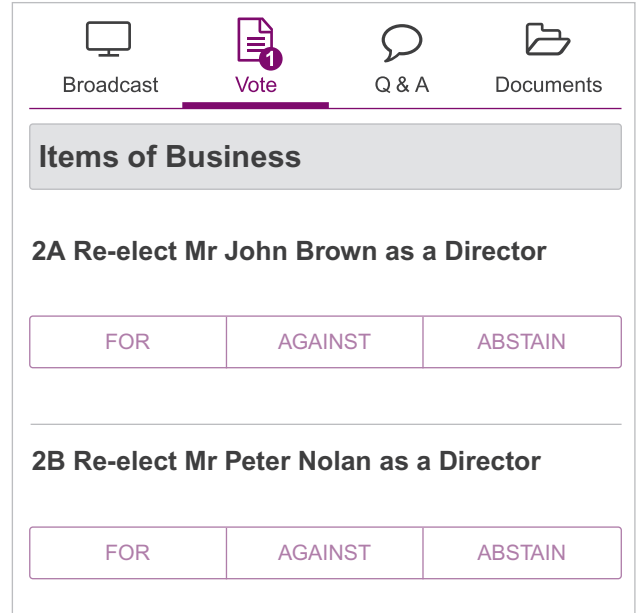 1
Broadcast Vote Q & A Documents
Items of Business
2A Re-elect Mr John Brown as a Director
FOR AGAINST ABSTAIN
2B Re-elect Mr Peter Nolan as a Director
FOR AGAINST ABSTAIN